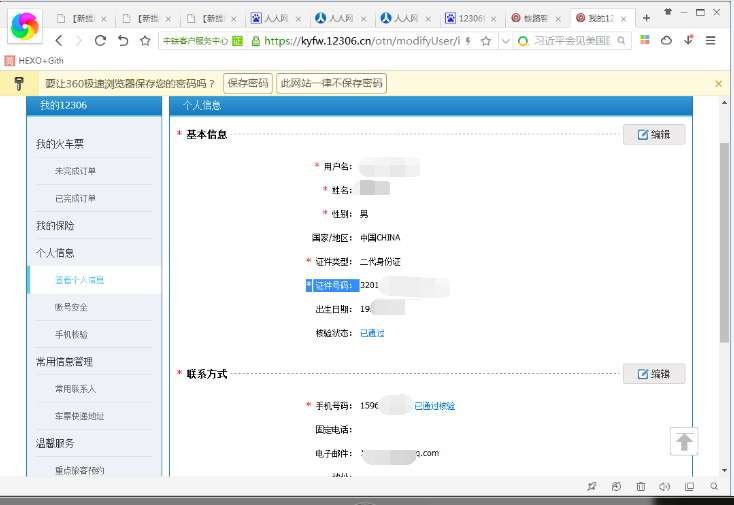 【新提
【新提
【新提
人人网
人人网
人人网
12306
铁路客
我的12
中铁客户服务中心 证 https://kyfw.12306.cn/otn/modifyUser/i 习近平会见美国
HEXO+Gith
要让360极速浏览器保存您的密码吗？ 保存密码 此网站一律不保存密码
我的12306
我的火车票
未完成订单
已完成订单
我的保险
个人信息
查看个人信息
账号安全
手机核验
常用信息管理
常用联系人
车票快递地址
温馨服务
重点旅客预约
个人信息
* 基本信息 编辑
* 用户名：
* 姓名：
* 性别： 男
国家/地区： 中国CHINA
* 证件类型： 二代身份证
* 证件号码： 3201
出生日期： 19
核验状态： 已通过
* 联系方式 编辑
* 手机号码： 1596 已通过核验
固定电话：
电子邮件： q.com
地址：